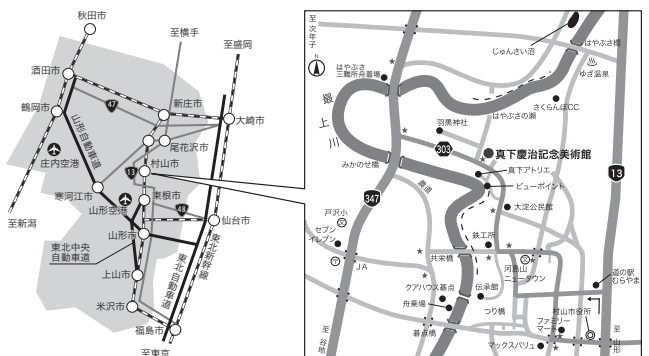 秋田市
至横手
至盛岡
酒田市
新庄市
47
鶴岡市
大崎市
山形自動車道
尾花沢市
庄内空港
村山市
13
寒河江市
東根市
山形空港
48
至新潟
仙台市
山形市
東北中央
自動車道
東北新幹線
東北自動車道
上山市
米沢市
福島市
至東京
至次年子
N
じゅんさい沼
はやぶさ橋
はやぶさ
三難所舟着場
ゆざ温泉
さくらんぼCC
最上川
はやぶさの瀬
羽黒神社
303
真下慶治記念美術館
みかのせ橋
真下アトリエ
ビューポイント
13
347
農道
大淀公民館
戸沢小
セブン
イレブン
鉄工所
JA
共栄橋
河島山
ニュータウン
道の駅
むらやま
クアハウス碁点
伝承館
舟乗場
つり橋
村山市役所
ファミリー
マート
碁点橋
マックスバリュ
至谷地
至山形